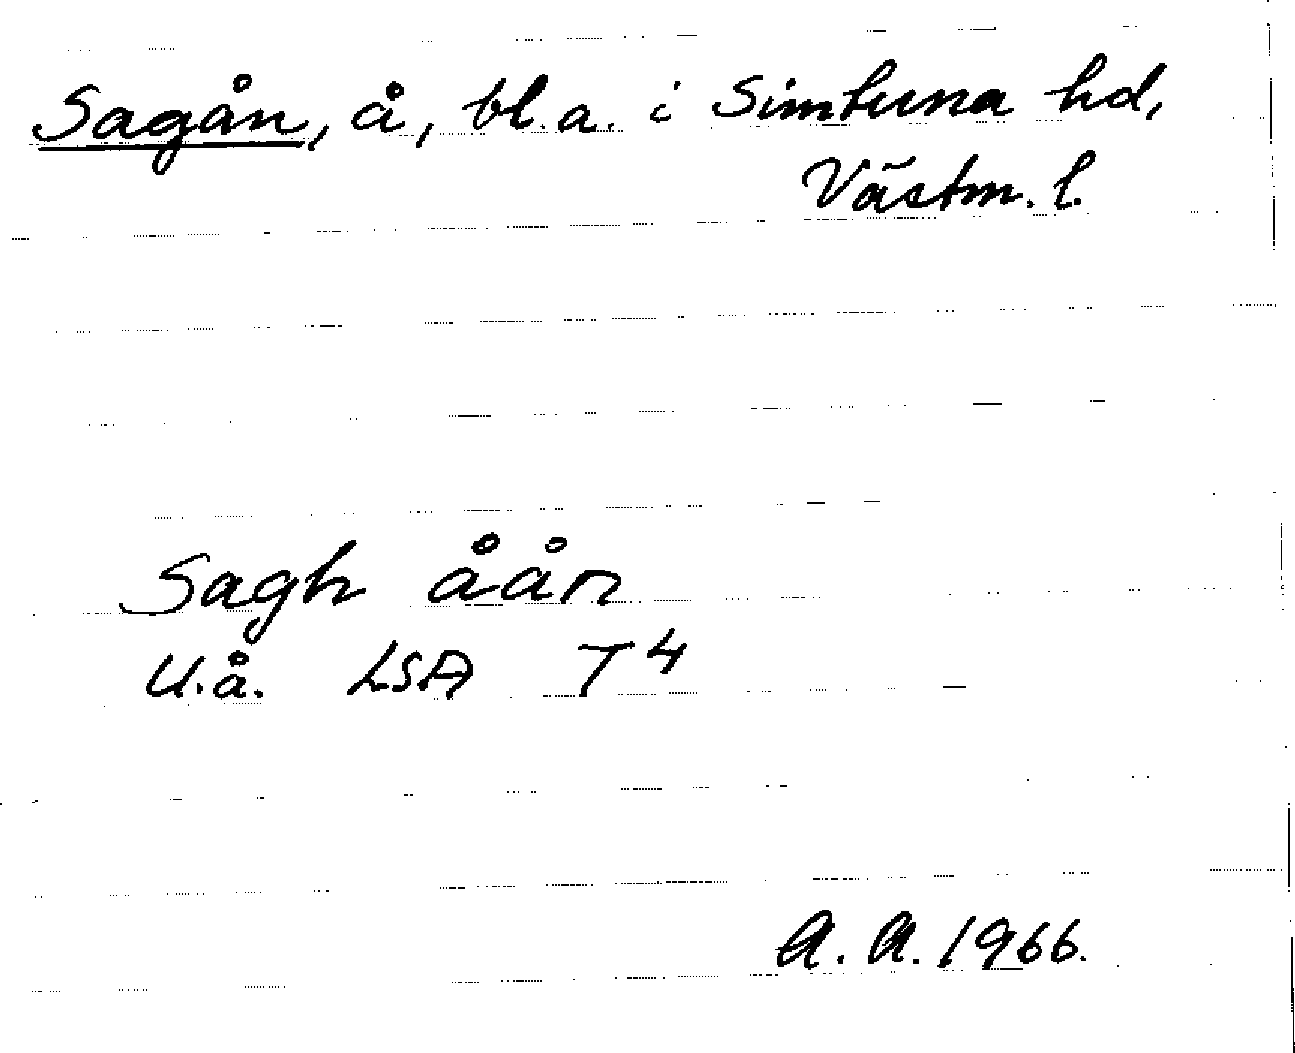 Sagån, å, bl.a. i Simtuna hd,
Västm. l.
Sagh åån
U.å. LSA T4
A. A. 1966.